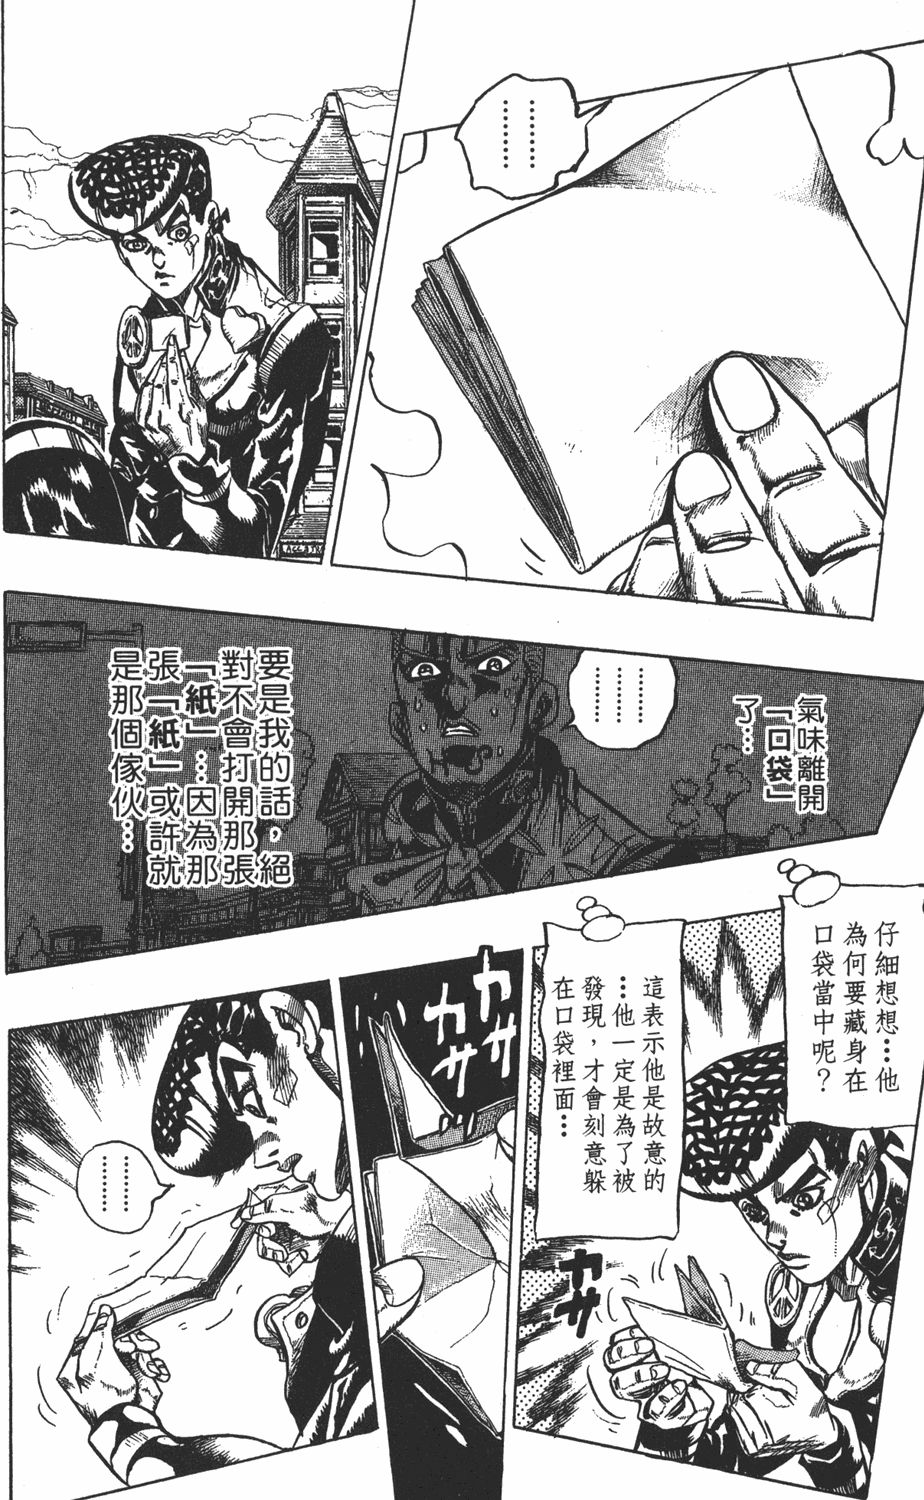 ……
……
氣味離開
「口袋」
了…
……
……
要是我的話，絕
對不會打開那張
「紙」…因為那
張「紙」或許就
是那個傢伙…
仔細想想…他
為何要藏身在
口袋當中呢？
這表示他是故意的
…他一定是為了被
發現，才會刻意躲
在口袋裡面…
カサ
カサ
カサ
……
……